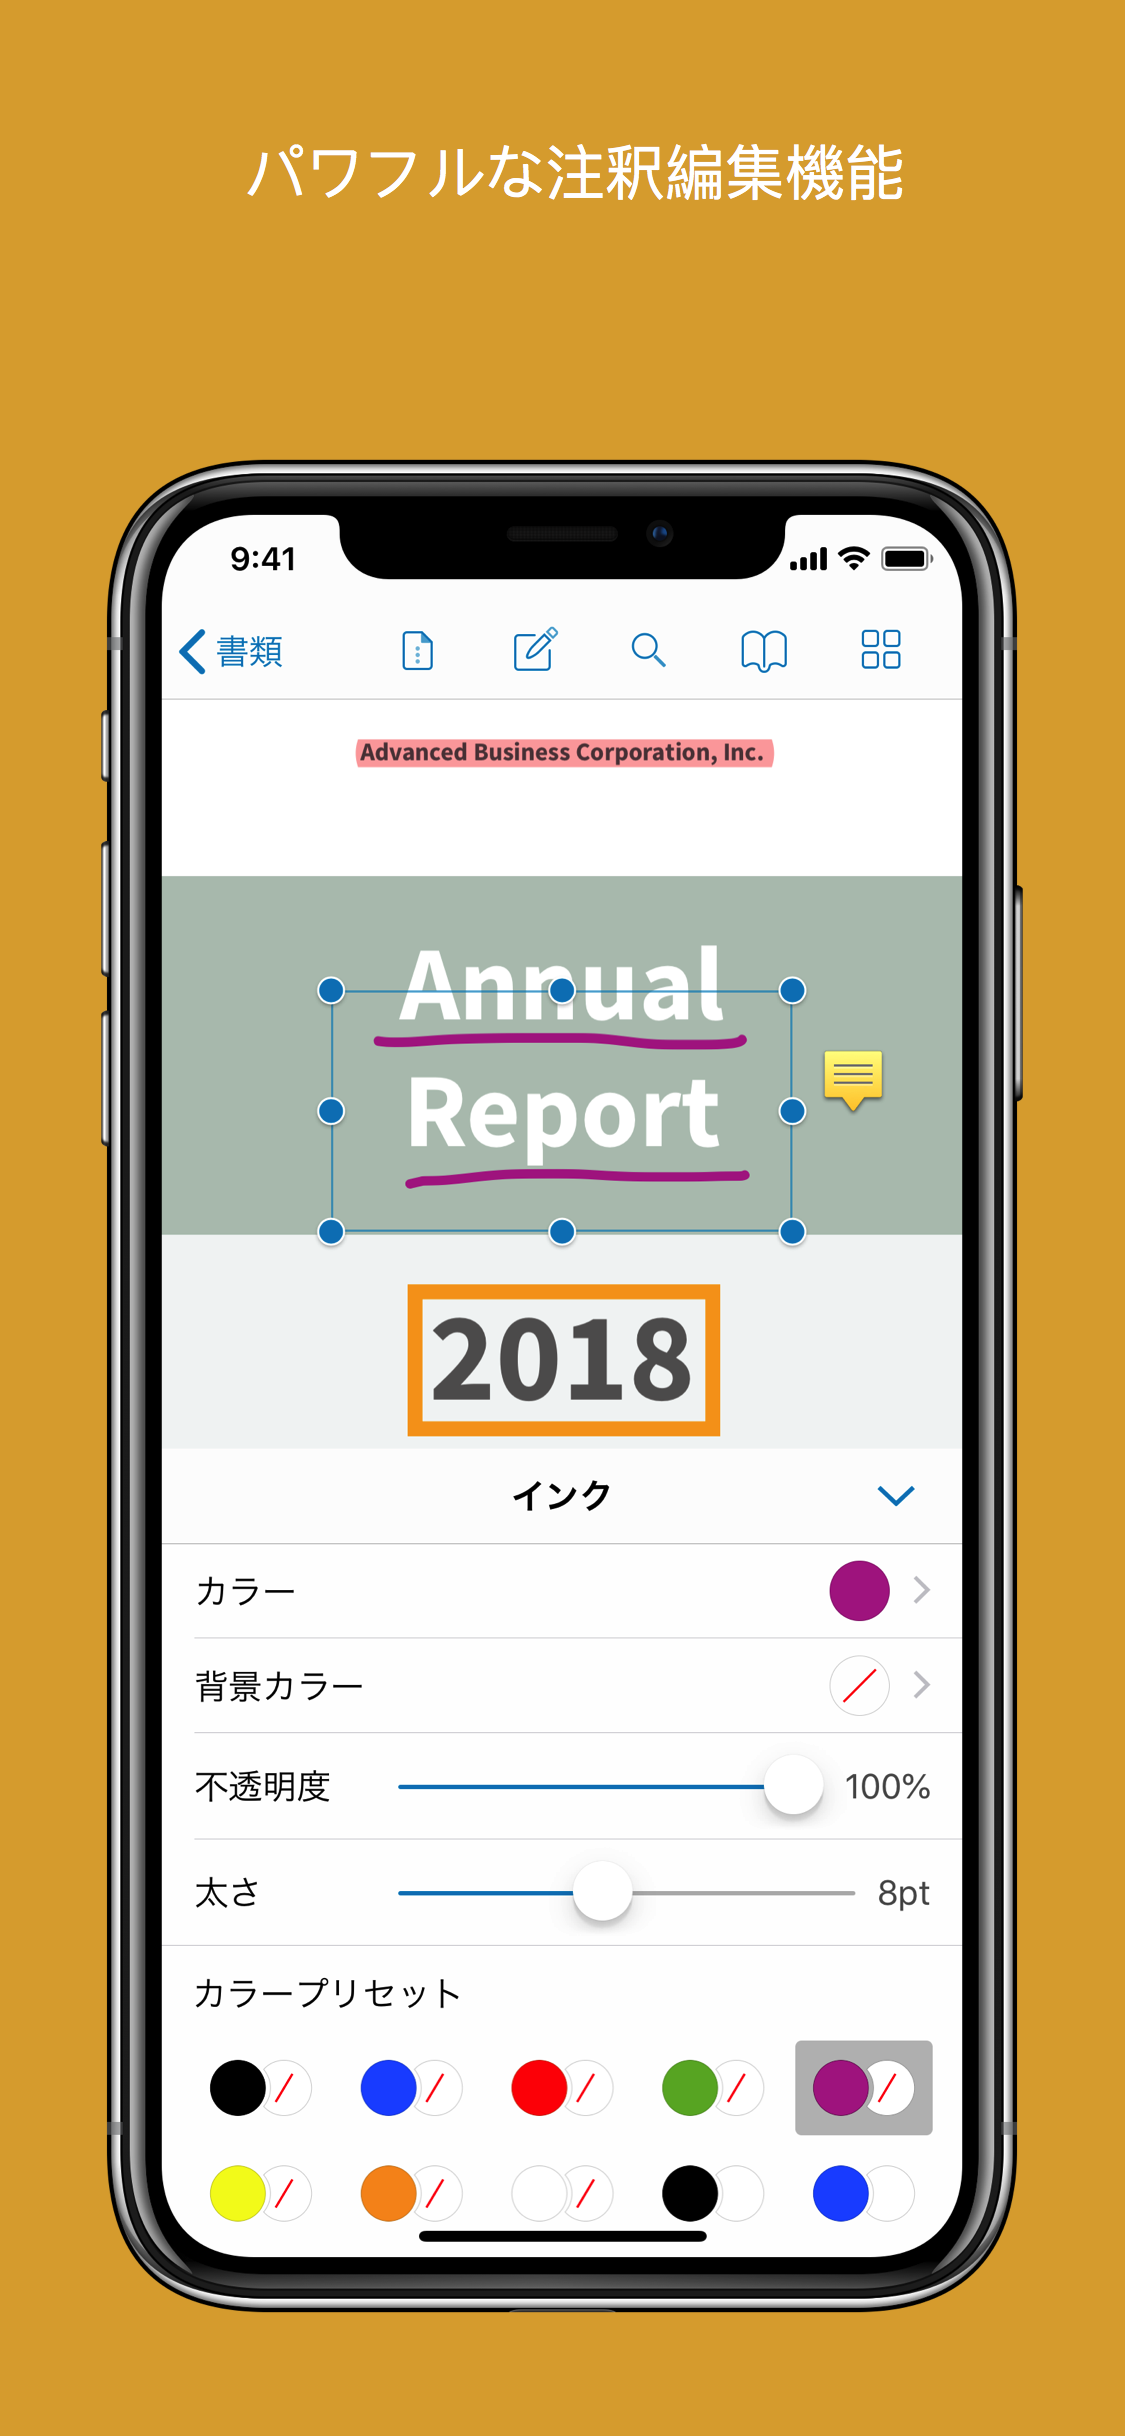 パワフルな注釈編集機能
9:41
書類
Advanced Business Corporation, Inc.
Annual
Report
2018
インク
カラー
背景カラー
不透明度 100%
太さ 8pt
カラープリセット